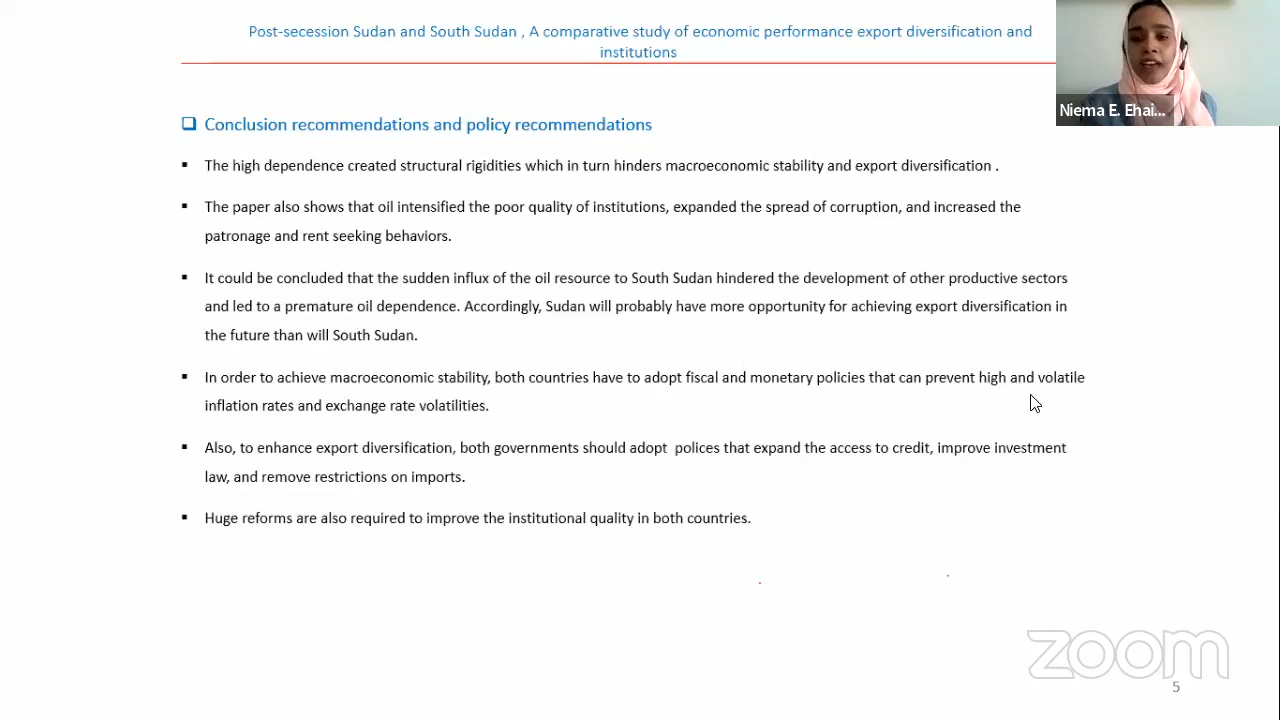 Post-secession Sudan and South Sudan , A comparative study of economic performance export diversification and
institutions
Niema E. Ehai...
Conclusion recommendations and policy recommendations
The high dependence created structural rigidities which in turn hinders macroeconomic stability and export diversification .
The paper also shows that oil intensified the poor quality of institutions, expanded the spread of corruption, and increased the
patronage and rent seeking behaviors.
It could be concluded that the sudden influx of the oil resource to South Sudan hindered the development of other productive sectors
and led to a premature oil dependence. Accordingly, Sudan will probably have more opportunity for achieving export diversification in
the future than will South Sudan.
In order to achieve macroeconomic stability, both countries have to adopt fiscal and monetary policies that can prevent high and volatile
inflation rates and exchange rate volatilities.
Also, to enhance export diversification, both governments should adopt polices that expand the access to credit, improve investment
law, and remove restrictions on imports.
Huge reforms are also required to improve the institutional quality in both countries.
zoom
5